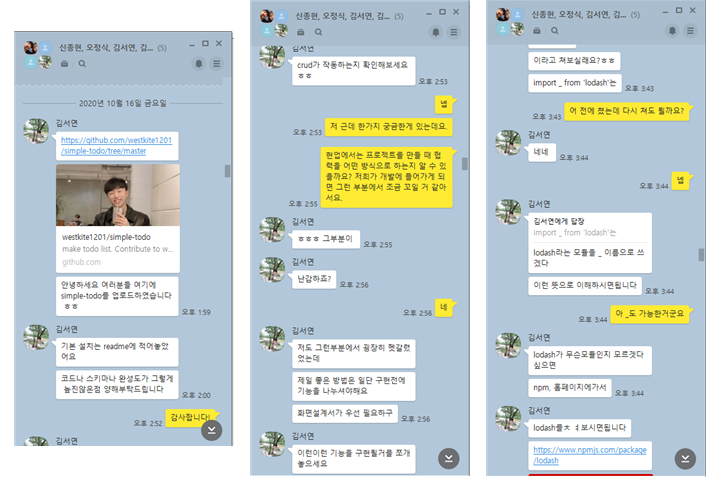 신종현, 오정식, 김서연, 김... (5)
2020년 10월 16일 금요일
김서연
https://github.com/westkite1201
/simple-todo/tree/master
westkite1201/simple-todo
make todo list. Contribute to w...
github.com
안녕하세요 여러분들 여기에
simple-todo를 업로드하였습니다
ㅎㅎ
오후 1:59
김서연
기본 설치는 readme에 적어놓았
어요
코드나 스키마나 완성도가 그렇게
높진않은점 양해부탁드립니다
오후 2:00
감사합니다!
오후 2:52
김서연
신종현, 오정식, 김서연, 김... (5)
김서연
crud가 작동하는지 확인해보세요
ㅎㅎ
오후 2:53
넵
저 근데 한가지 궁금한게 있는데요.
오후 2:53
현업에서는 프로젝트를 만들 때 협
력을 어떤 방식으로 하는지 알 수 있
을까요? 저희가 개발에 들어가게 되
면 그런 부분에서 조금 꼬일 거 같아
서요.
오후 2:55
김서연
ㅎㅎㅎ 그부분이
오후 2:55
김서연
난감하죠?
오후 2:56
네
오후 2:56
김서연
저도 그런부분에서 굉장히 헷갈렸
었는데
제일 좋은 방법은 일단 구현전에
기능을 나누셔야해요
화면설계서가 우선 필요하구
오후 2:56
김서연
이런이런 기능을 구현될거를 쪼개
놓으세요
신종현, 오정식, 김서연, 김... (5)
이라고 쳐보실래요?ㅎㅎ
import _ from 'lodash'는
오후 3:43
어 전에 쳤는데 다시 쳐도 될까요?
오후 3:43
김서연
네네
오후 3:44
넵
오후 3:44
김서연
김서연에게 답장
import _ from 'lodash'는
lodash라는 모듈을 _ 이름으로 쓰
겠다
이런 뜻으로 이해하시면됩니다
오후 3:44
아 _도 가능한거군요
오후 3:44
김서연
lodash가 무슨모듈인지 모르겟다
싶으면
npm, 홈페이지에가서
오후 3:44
김서연
lodash를ㅊ ㅕ보시면됩니다
https://www.npmjs.com/package
/lodash